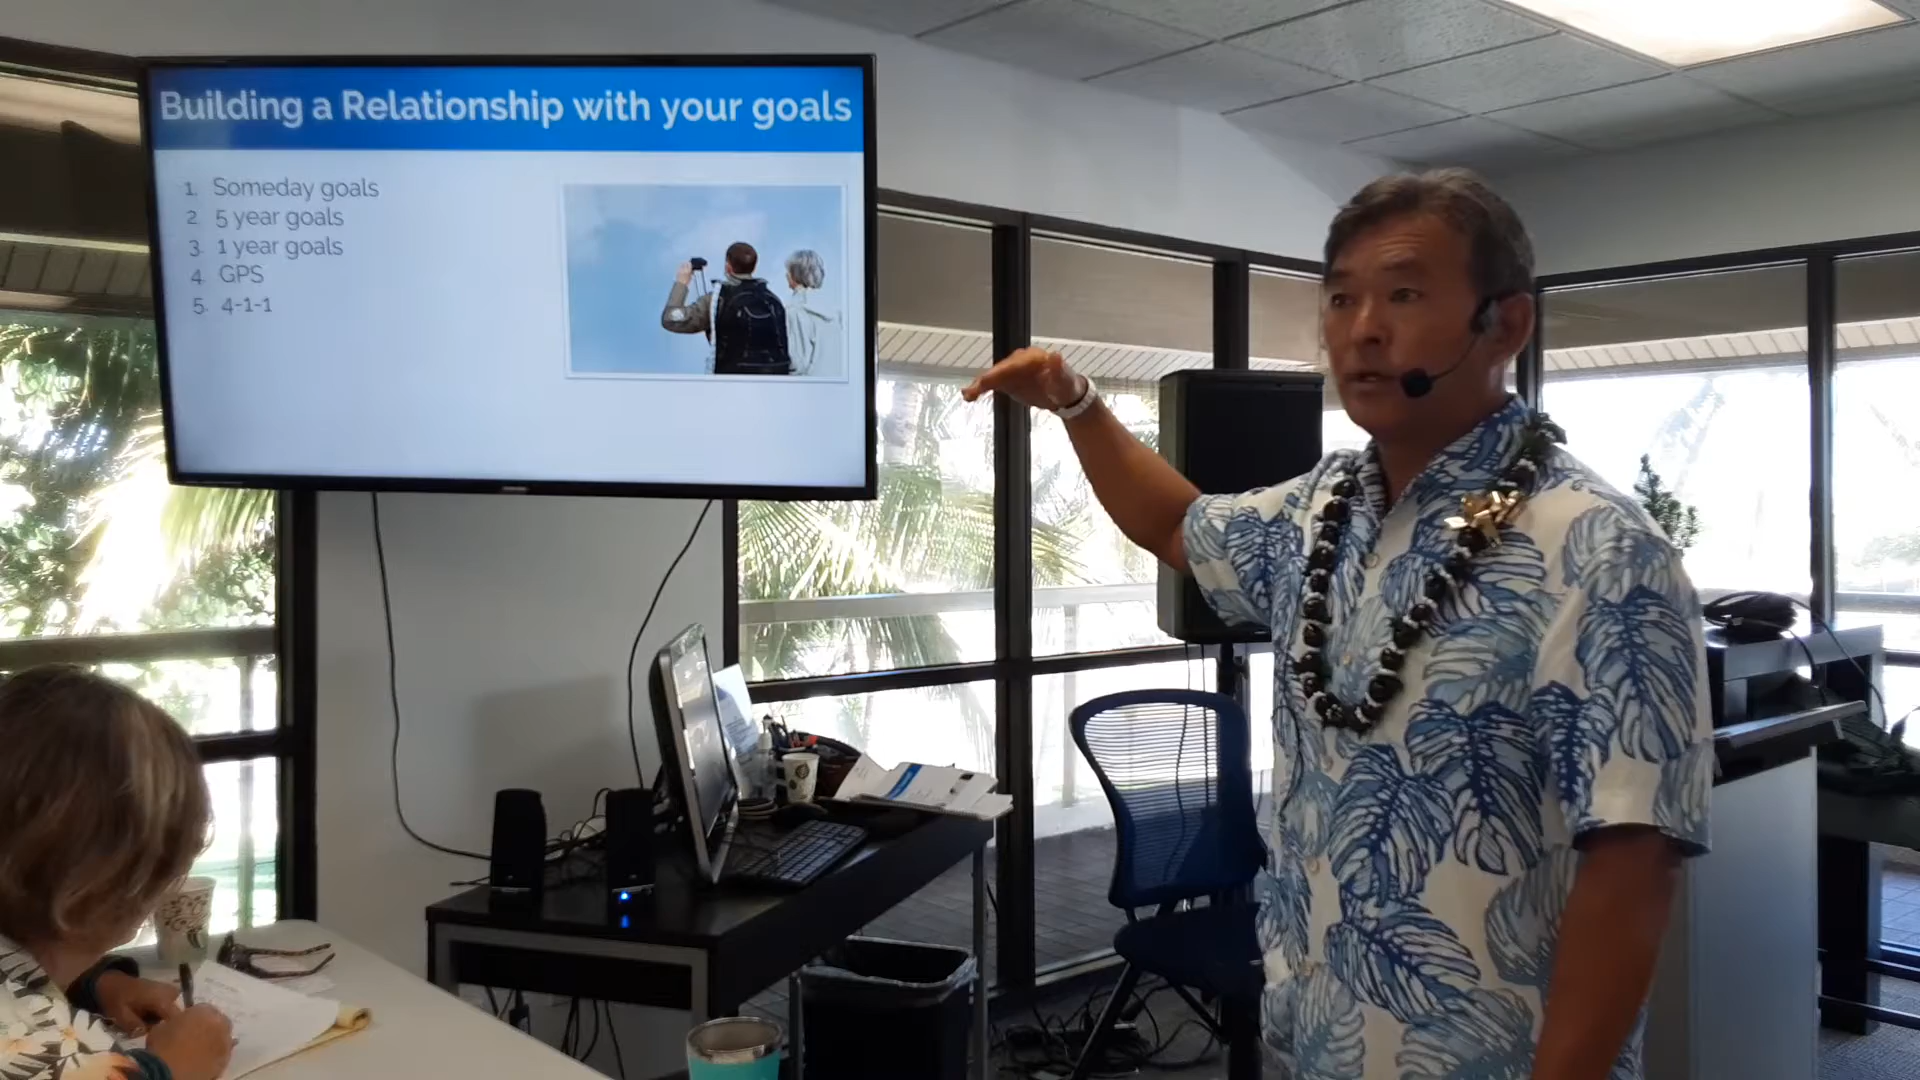 Building a Relationship with your goals
1. Someday goals
2. 5 year goals
3. 1 year goals
4. GPS
5. 4-1-1